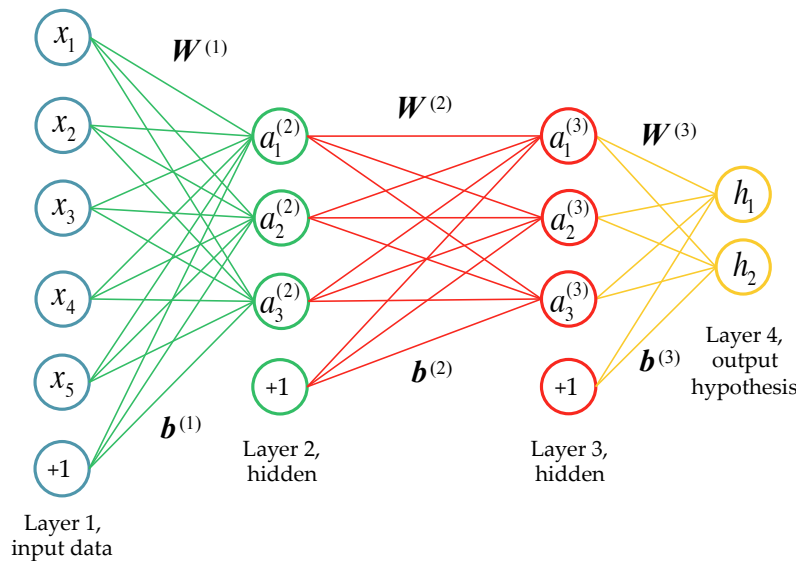 x₁
x₂
x₃
x₄
x₅
+1
Layer 1,
input data
W⁽¹⁾
b⁽¹⁾
a₁⁽²⁾
a₂⁽²⁾
a₃⁽²⁾
+1
Layer 2,
hidden
W⁽²⁾
b⁽²⁾
a₁⁽³⁾
a₂⁽³⁾
a₃⁽³⁾
+1
Layer 3,
hidden
W⁽³⁾
b⁽³⁾
h₁
h₂
Layer 4,
output
hypothesis